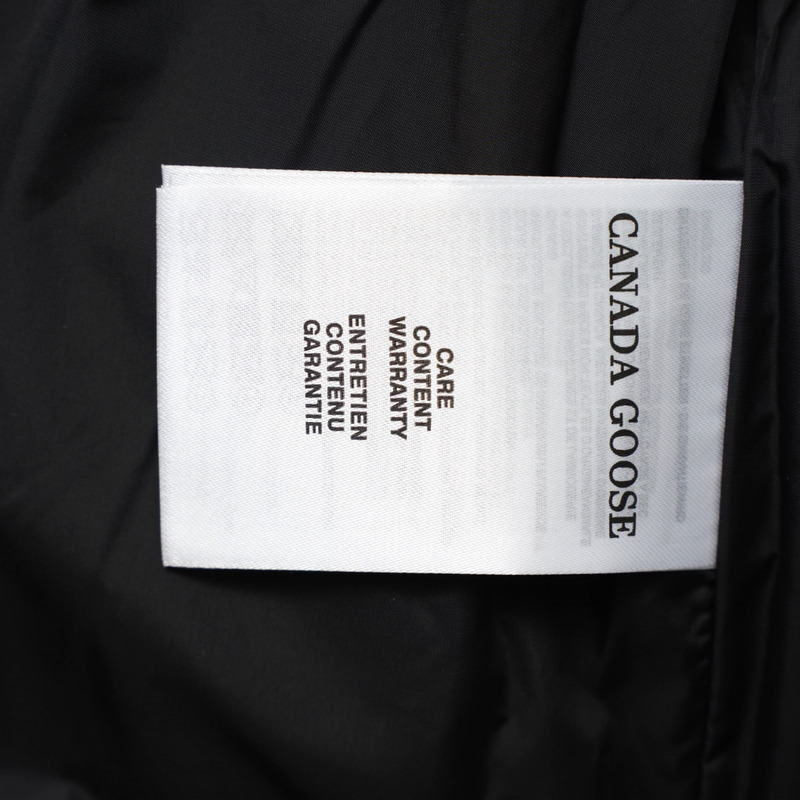 CANADA GOOSE
CARE
CONTENT
WARRANTY
ENTRETIEN
CONTENU
GARANTIE